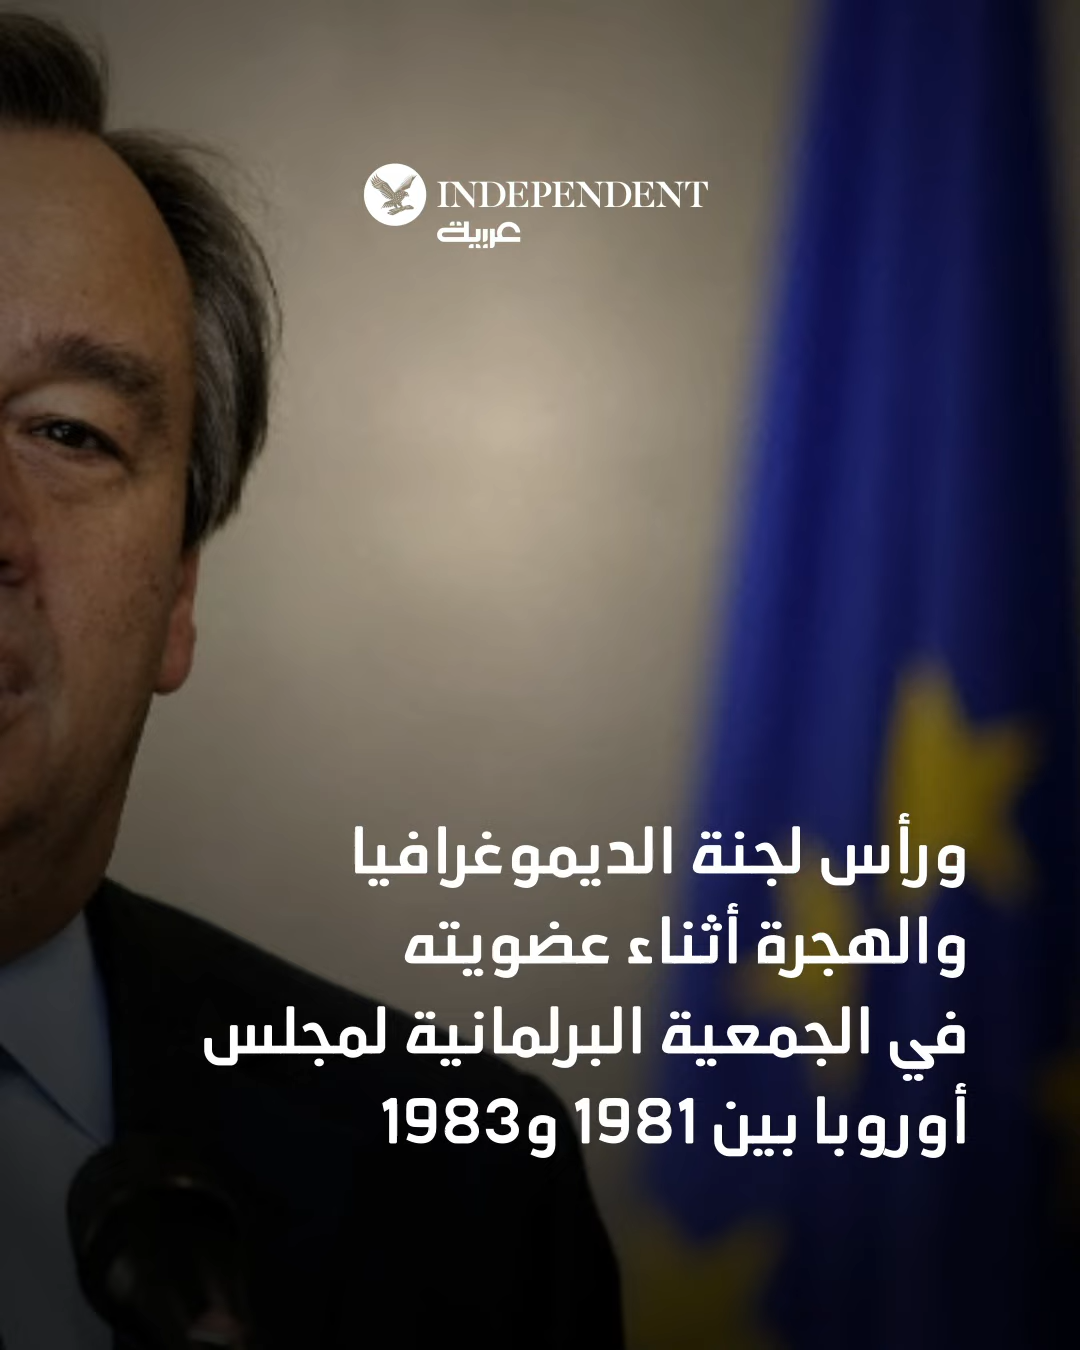 INDEPENDENT
عربية
ورأس لجنة الديموغرافيا
والهجرة أثناء عضويته
في الجمعية البرلمانية لمجلس
أوروبا بين 1981 و1983